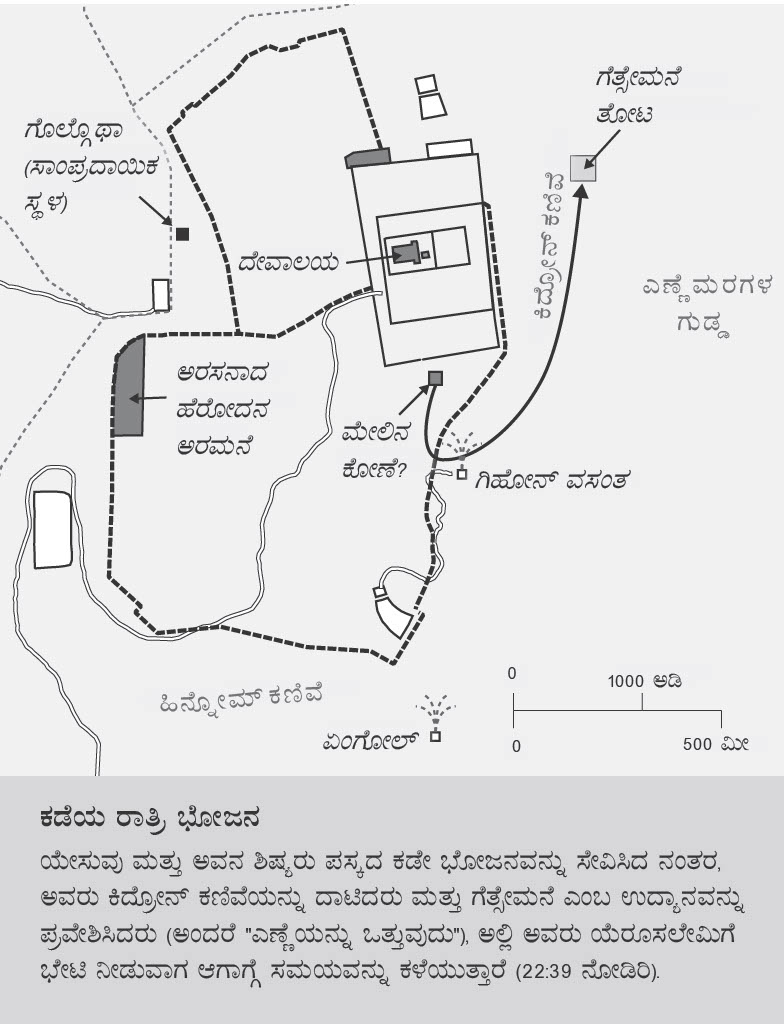 ಗೆತ್ಸೇಮನೆ
ತೋಟ
ಗೊಲ್ಗೊಥಾ
(ಸಾಂಪ್ರದಾಯಿಕ
ಸ್ಥಳ)
ಕಿದ್ರೋನ್ ಕಣಿವೆ
ದೇವಾಲಯ
ಎಣ್ಣೆ ಮರಗಳ
ಗುಡ್ಡ
ಅರಸನಾದ
ಹೆರೋದನ
ಅರಮನೆ
ಮೇಲಿನ
ಕೋಣೆ?
ಗಿಹೋನ್ ವಸಂತ
ಹಿನ್ನೋಮ್ ಕಣಿವೆ
ಏಂಗೋಲ್
0
1000 ಅಡಿ
0
500 ಮೀ
ಕಡೆಯ ರಾತ್ರಿ ಭೋಜನ
ಯೇಸುವು ಮತ್ತು ಅವನ ಶಿಷ್ಯರು ಪಸ್ಕದ ಕಡೇ ಭೋಜನವನ್ನು ಸೇವಿಸಿದ ನಂತರ,
ಅವರು ಕಿದ್ರೋನ್ ಕಣಿವೆಯನ್ನು ದಾಟಿದರು ಮತ್ತು ಗೆತ್ಸೇಮನೆ ಎಂಬ ಉದ್ಯಾನವನ್ನು
ಪ್ರವೇಶಿಸಿದರು (ಅಂದರೆ "ಎಣ್ಣೆಯನ್ನು ಒತ್ತುವುದು"), ಅಲ್ಲಿ ಅವರು ಯೆರೂಸಲೇಮಿಗೆ
ಭೇಟಿ ನೀಡುವಾಗ ಆಗಾಗ್ಗೆ ಸಮಯವನ್ನು ಕಳೆಯುತ್ತಾರೆ (22:39 ನೋಡಿರಿ).